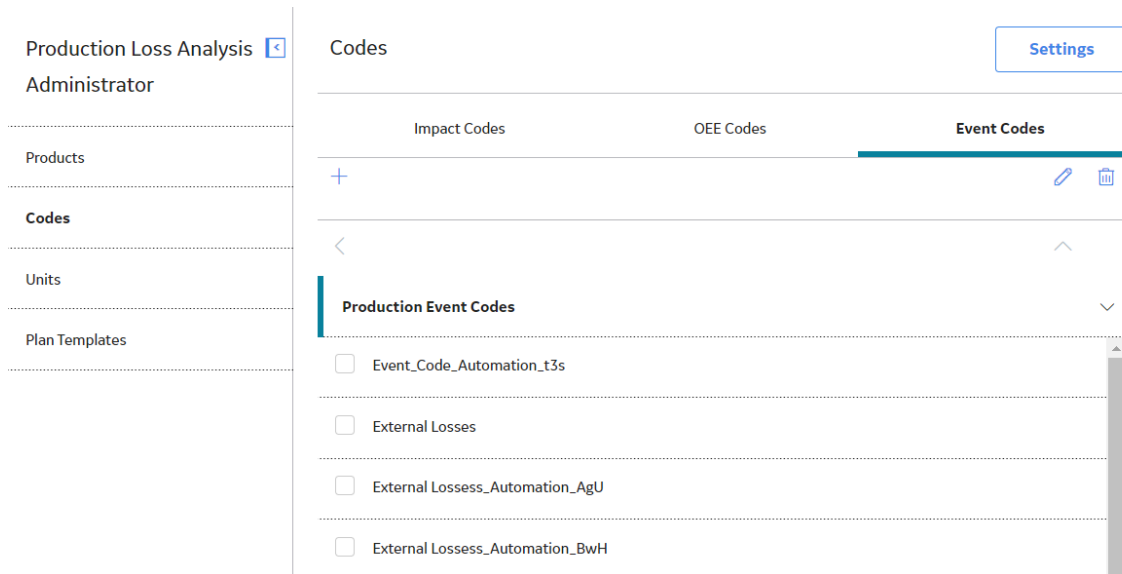 Production Loss Analysis
Administrator
Products
Codes
Units
Plan Templates
Codes
Settings
Impact Codes
OEE Codes
Event Codes
Production Event Codes
Event_Code_Automation_t3s
External Losses
External Lossess_Automation_AgU
External Lossess_Automation_BwH